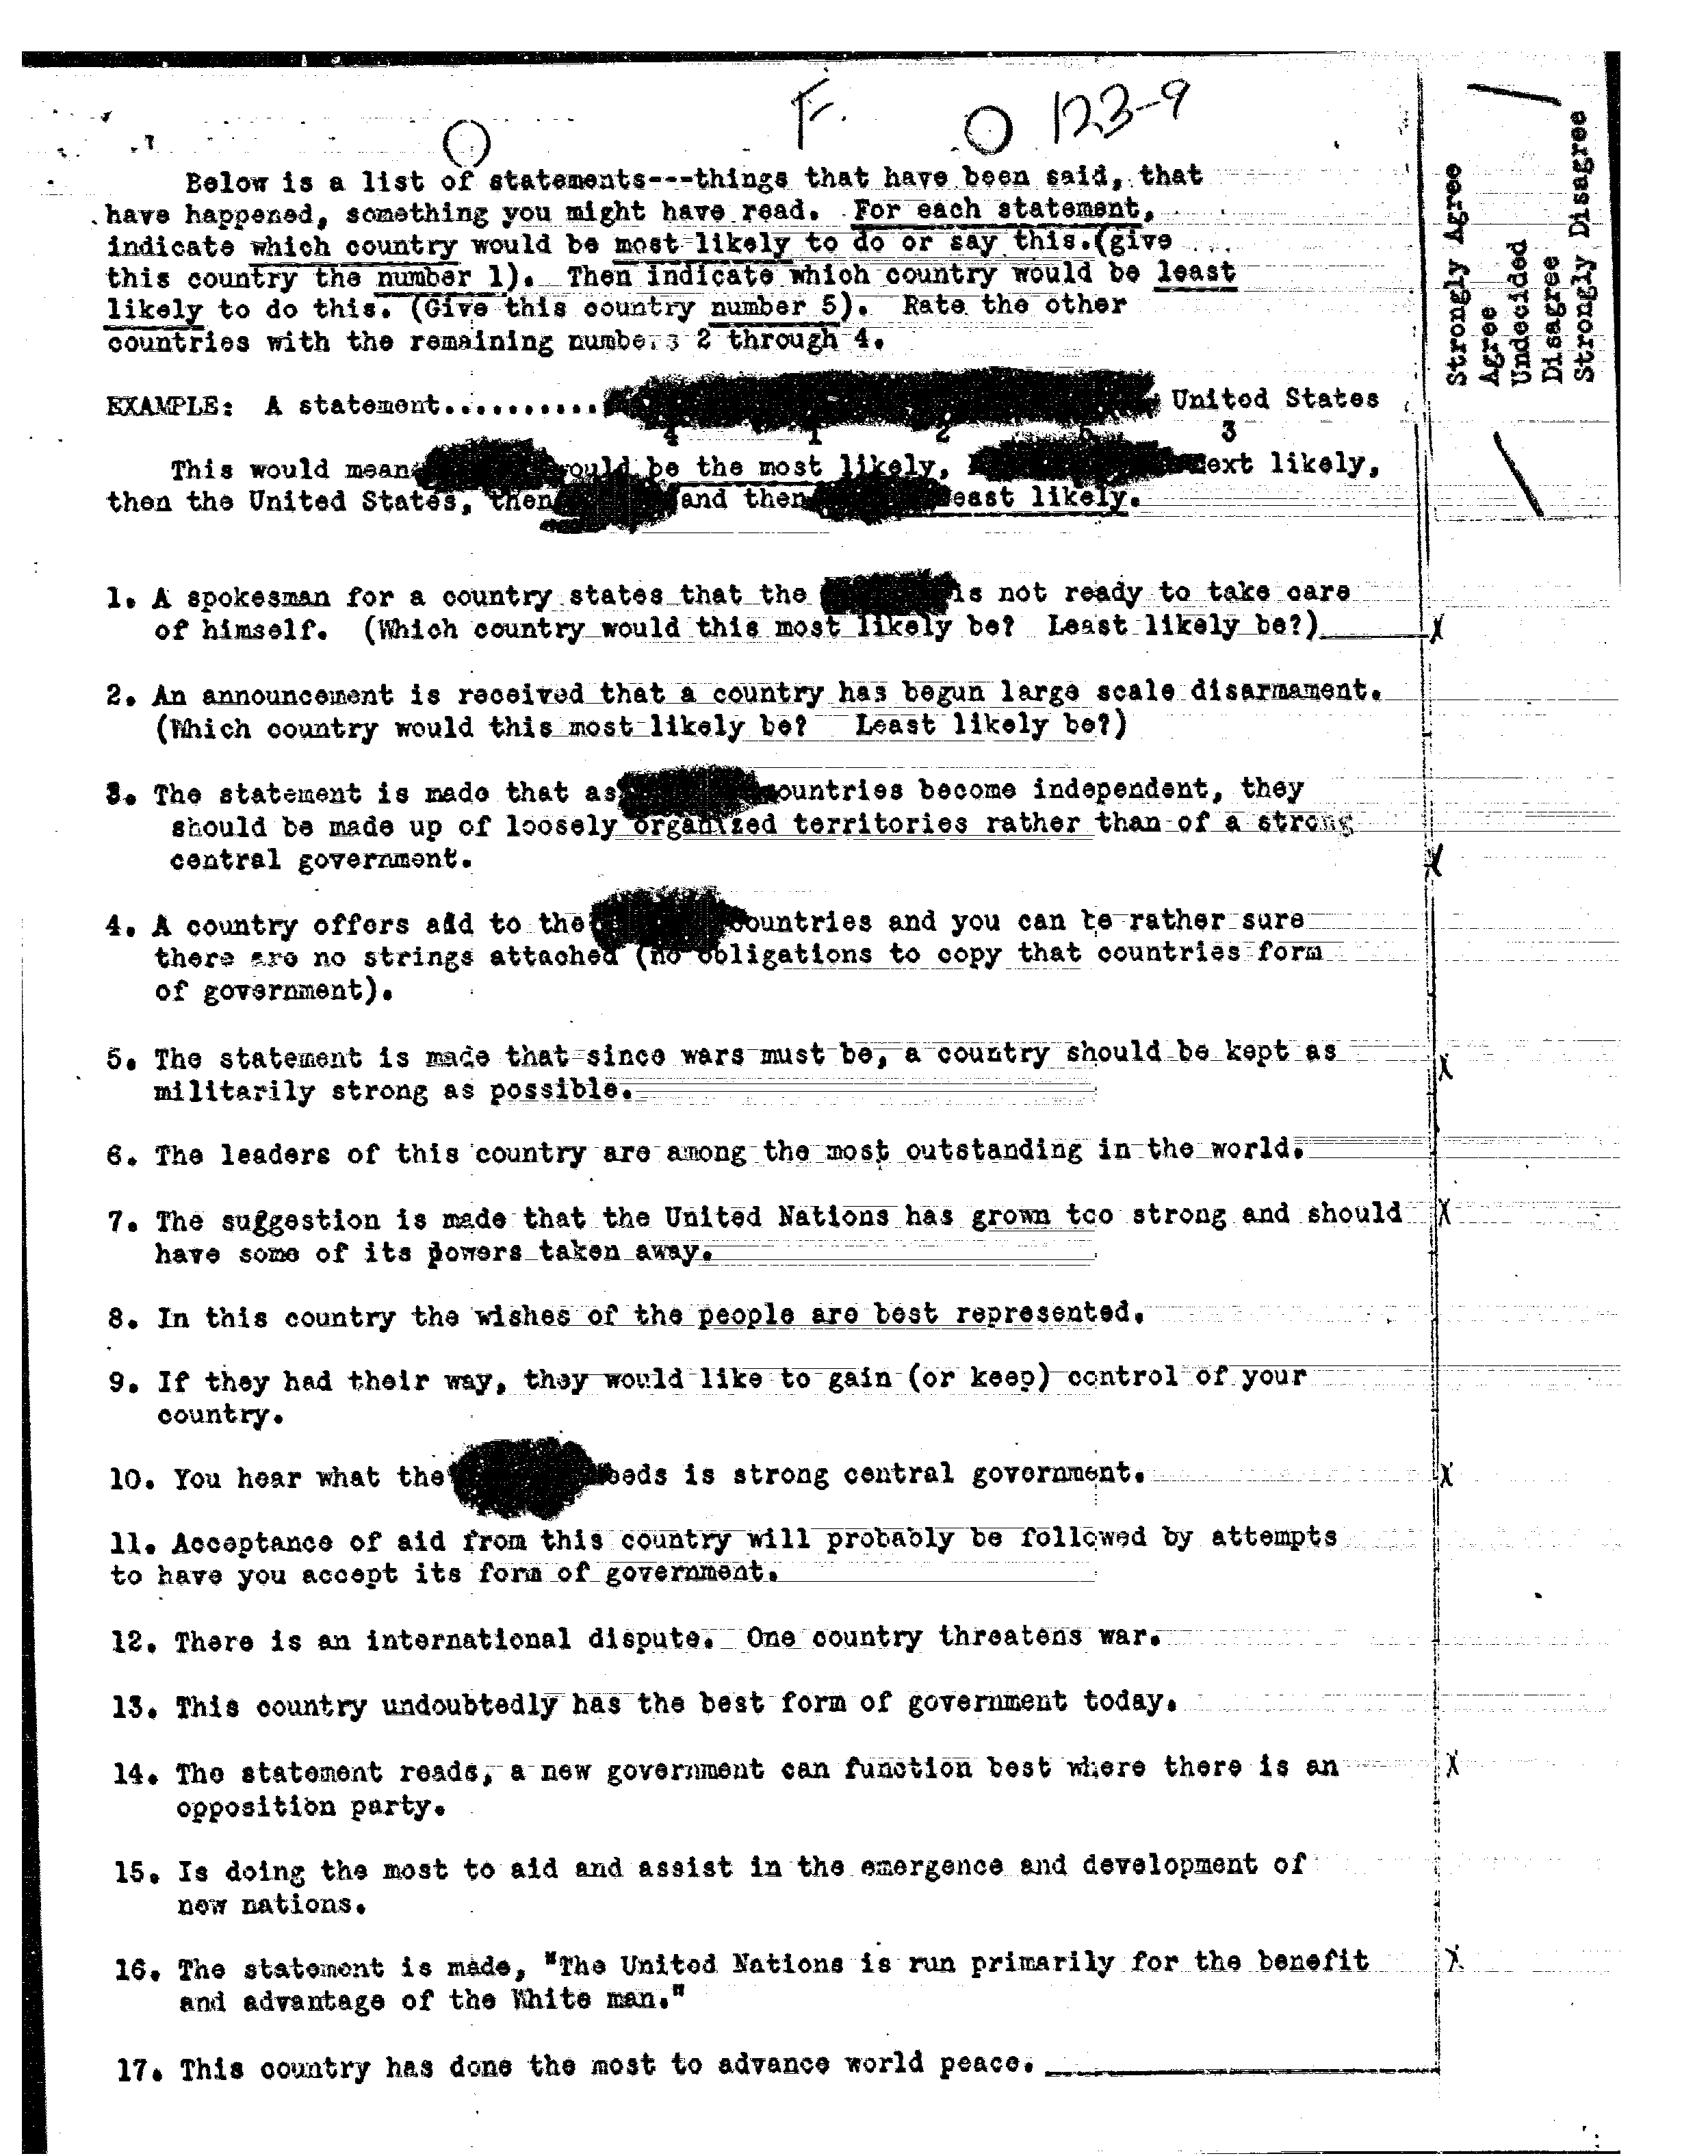 F. O 123-9
O
Below is a list of statements---things that have been said, that
have happened, something you might have read. For each statement,
indicate which country would be most likely to do or say this.(give
this country the number 1). Then indicate which country would be least
likely to do this. (Give this country number 5). Rate the other
countries with the remaining numbers 2 through 4.
Strongly Agree
Agree
Undecided
Disagree
Strongly Disagree
EXAMPLE: A statement.......... United States
4 1 2 5 3
This would mean would be the most likely, next likely,
then the United States, then and then least likely.
1. A spokesman for a country states that the is not ready to take care
of himself. (Which country would this most likely be? Least likely be?) X
2. An announcement is received that a country has begun large scale disarmament.
(Which country would this most likely be? Least likely be?)
3. The statement is made that as countries become independent, they
should be made up of loosely organized territories rather than of a strong
central government. X
4. A country offers aid to the countries and you can be rather sure
there are no strings attached (no obligations to copy that countries form
of government).
5. The statement is made that since wars must be, a country should be kept as X
militarily strong as possible.
6. The leaders of this country are among the most outstanding in the world.
7. The suggestion is made that the United Nations has grown too strong and should X
have some of its powers taken away.
8. In this country the wishes of the people are best represented.
9. If they had their way, they would like to gain (or keep) control of your
country.
10. You hear what the needs is strong central government. X
11. Acceptance of aid from this country will probably be followed by attempts
to have you accept its form of government.
12. There is an international dispute. One country threatens war.
13. This country undoubtedly has the best form of government today.
14. The statement reads, a new government can function best where there is an X
opposition party.
15. Is doing the most to aid and assist in the emergence and development of
new nations.
16. The statement is made, "The United Nations is run primarily for the benefit X
and advantage of the White man."
17. This country has done the most to advance world peace.